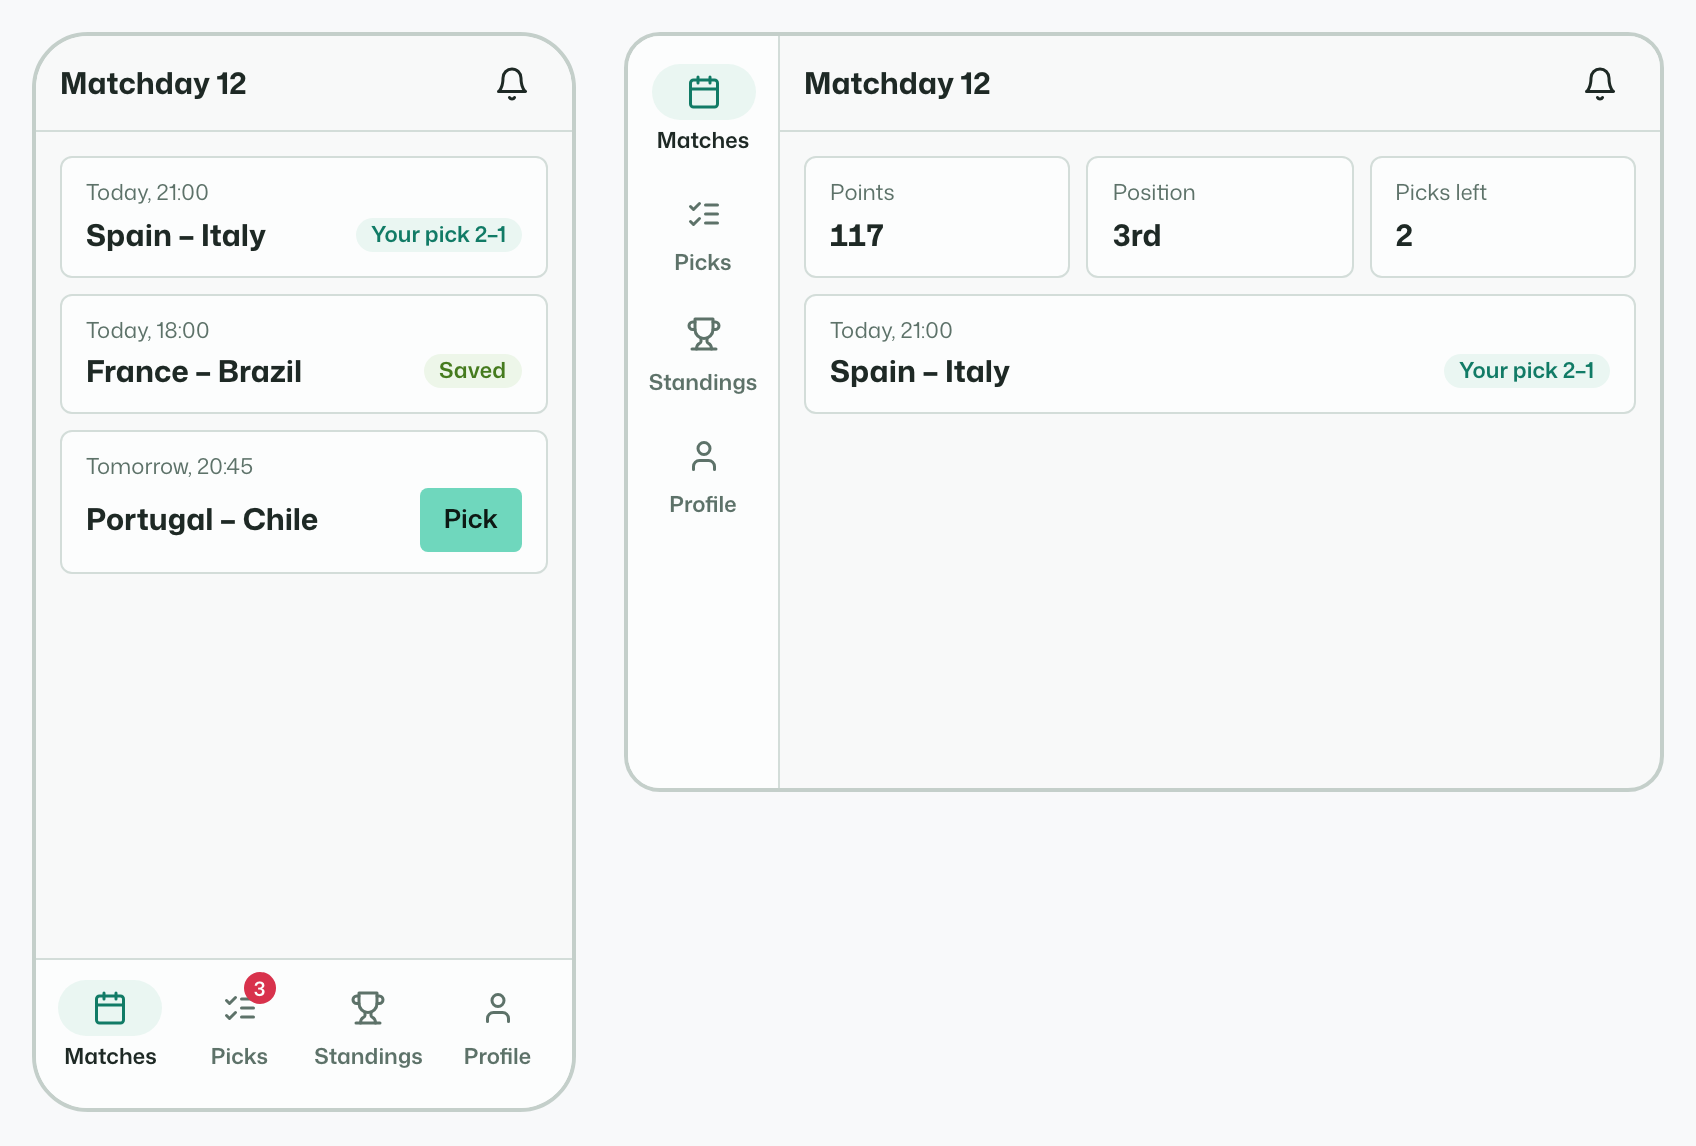 Matchday 12
Today, 21:00
Spain – Italy
Your pick 2–1
Today, 18:00
France – Brazil
Saved
Tomorrow, 20:45
Portugal – Chile
Pick
3
Matches
Picks
Standings
Profile
Matches
Picks
Standings
Profile
Matchday 12
Points
117
Position
3rd
Picks left
2
Today, 21:00
Spain – Italy
Your pick 2–1